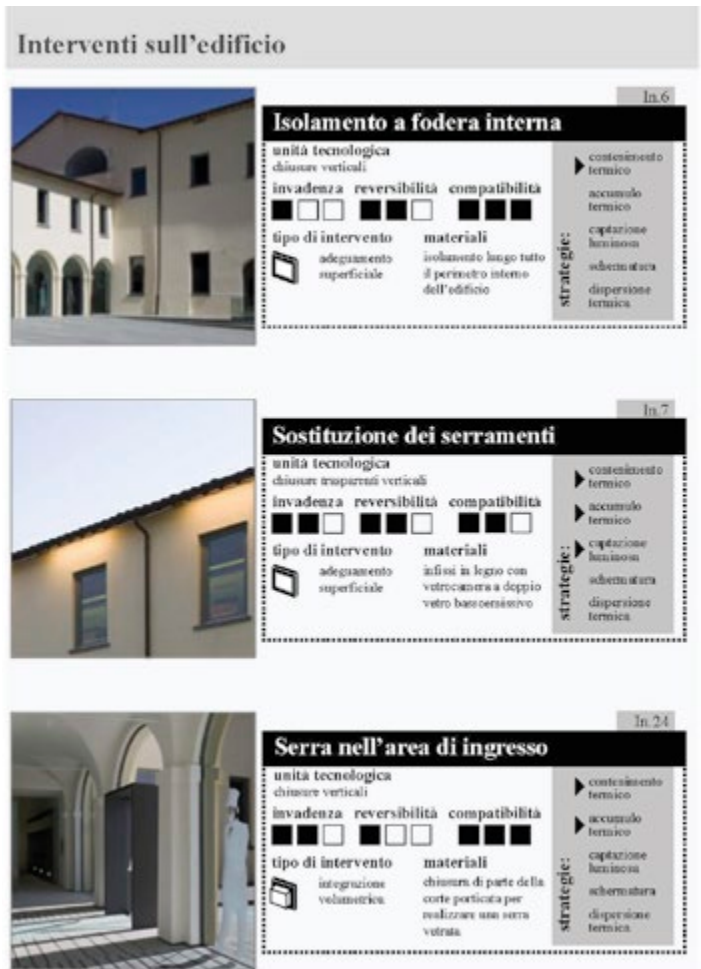 Interventi sull'edificio
In.6
Isolamento a fodera interna
unità tecnologica
chiusure verticali
invadenza reversibilità compatibilità
tipo di intervento
adeguamento
superficiale
materiali
isolamento lungo tutto
il perimetro interno
dell'edificio
strategie:
contenimento
termico
accumulo
termico
captazione
luminosa
schermatura
dispersione
termica
In.7
Sostituzione dei serramenti
unità tecnologica
chiusure trasparenti verticali
invadenza reversibilità compatibilità
tipo di intervento
adeguamento
superficiale
materiali
infissi in legno con
vetrocamera a doppio
vetro bassoemissivo
strategie:
contenimento
termico
accumulo
termico
captazione
luminosa
schermatura
dispersione
termica
In.24
Serra nell'area di ingresso
unità tecnologica
chiusure verticali
invadenza reversibilità compatibilità
tipo di intervento
integrazione
volumetrica
materiali
chiusura di parte della
corte porticata per
realizzare una serra
vetrata
strategie:
contenimento
termico
accumulo
termico
captazione
luminosa
schermatura
dispersione
termica